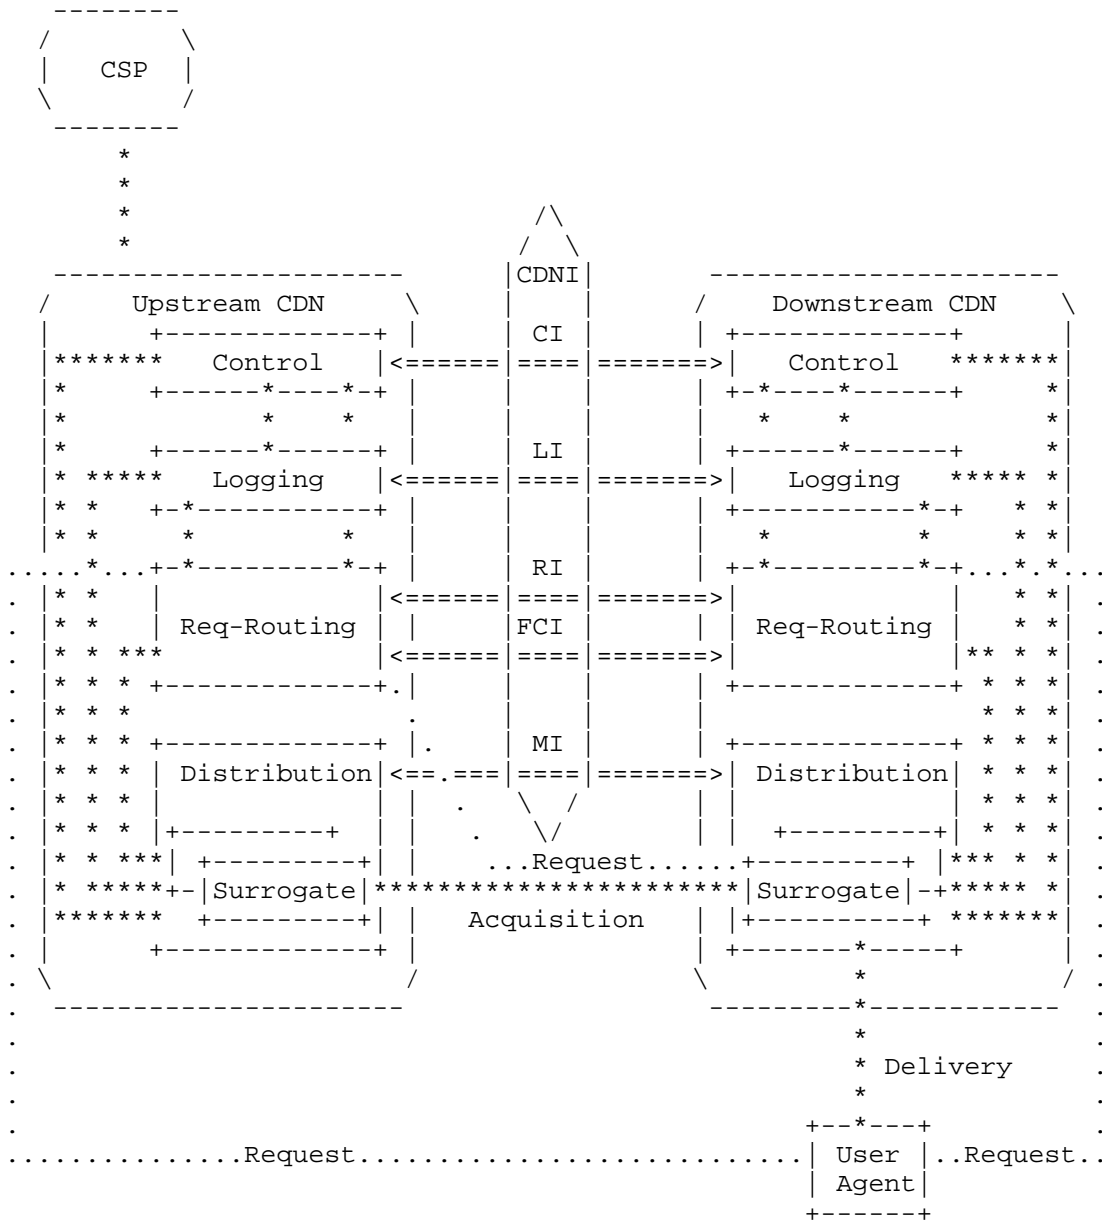 CSP
CDNI
Upstream CDN Downstream CDN
CI
Control Control
LI
Logging Logging
RI
Req-Routing FCI Req-Routing
MI
Distribution Distribution
Request
Surrogate Surrogate
Acquisition
Delivery
Request User Request
Agent